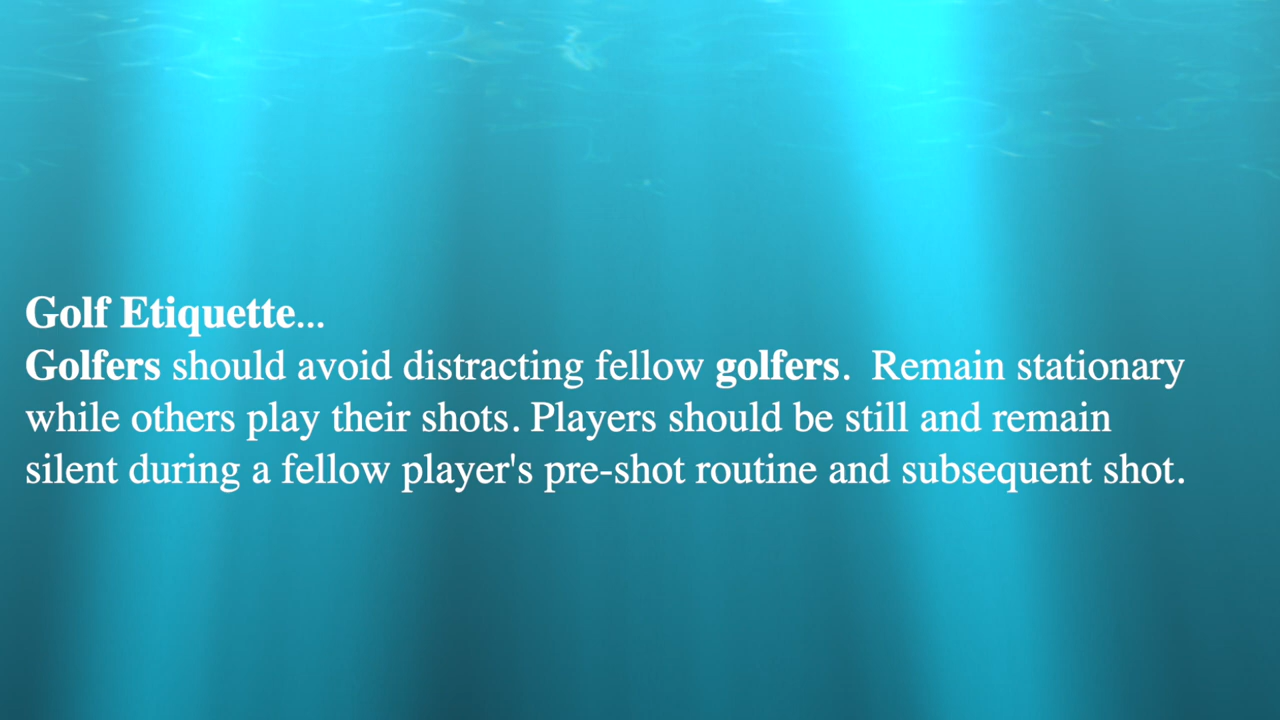 Golf Etiquette...
Golfers should avoid distracting fellow golfers.  Remain stationary
while others play their shots. Players should be still and remain
silent during a fellow player's pre-shot routine and subsequent shot.